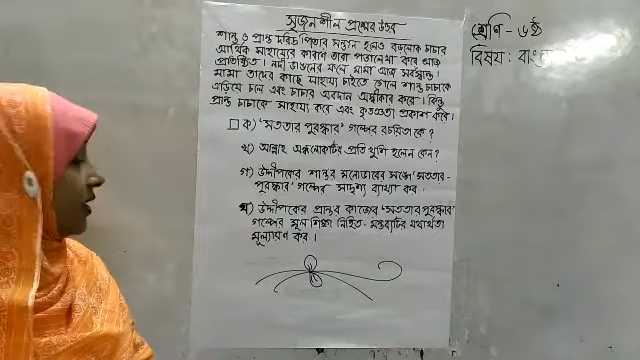 সৃজনশীল প্রশ্নের উত্তর
শান্ত ও প্রান্ত দরিদ্র পিতার সন্তান হলেও বড়লোক চাচার
আর্থিক সাহায্যের কারণে তারা পড়ালেখা করে আজ
প্রতিষ্ঠিত। নদী ভাঙনের ফলে মামা আজ সর্বস্বান্ত।
মামা তাদের কাছে সাহায্য চাইতে গেলে শান্ত চাচাকে
এড়িয়ে চলে এবং চাচার অবদান অস্বীকার করে। কিন্তু
প্রান্ত চাচাকে সাহায্য করে এবং কৃতজ্ঞতা প্রকাশ করে।
ক) 'সততার পুরস্কার' গল্পের রচয়িতা কে?
খ) আল্লাহ অন্ধলোকটির প্রতি খুশি হলেন কেন?
গ) উদ্দীপকের শান্তর মনোভাবের সঙ্গে 'সততার-
পুরস্কার' গল্পের সাদৃশ্য ব্যাখা কর।
ঘ) উদ্দীপকের প্রান্তর কাজের 'সততার পুরস্কার'
গল্পের মূল শিক্ষা নিহিত- মন্তব্যটির যথার্থতা
মূল্যায়ণ কর।
শ্রেণি - ৬ষ্ঠ
বিষয় : বাংলা